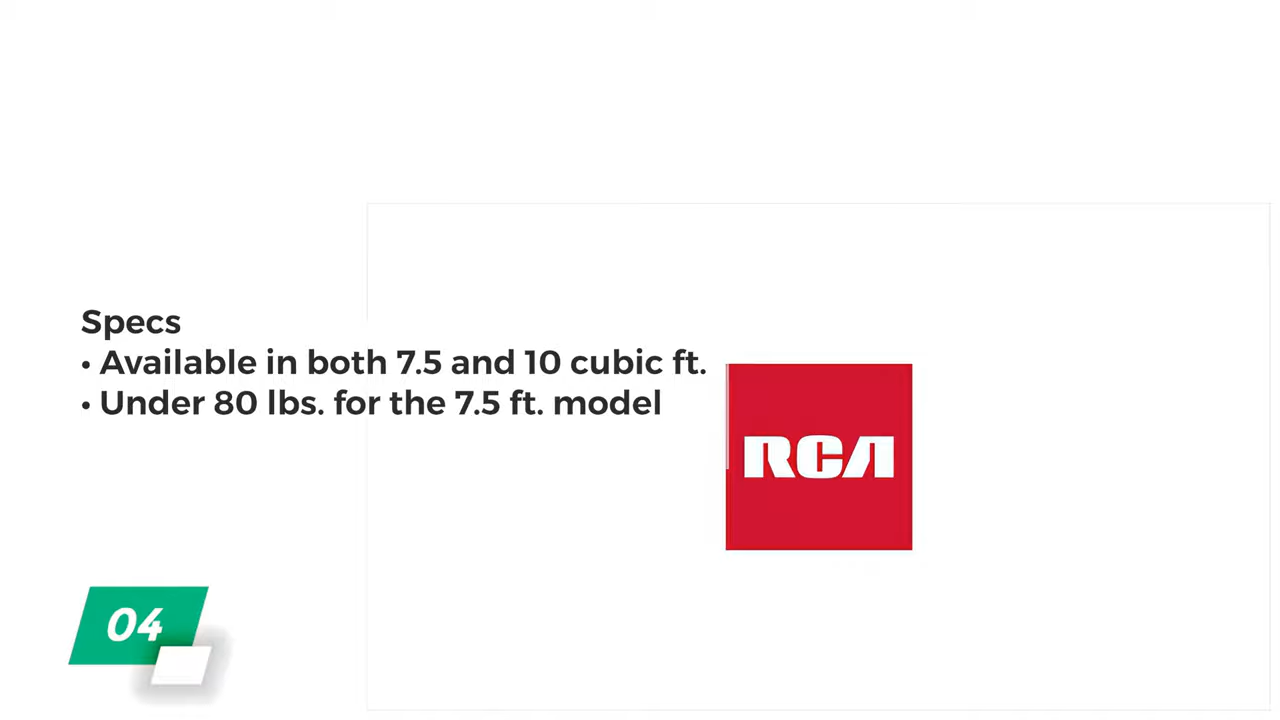 Specs
• Available in both 7.5 and 10 cubic ft.
• Under 80 lbs. for the 7.5 ft. model
RCA
04